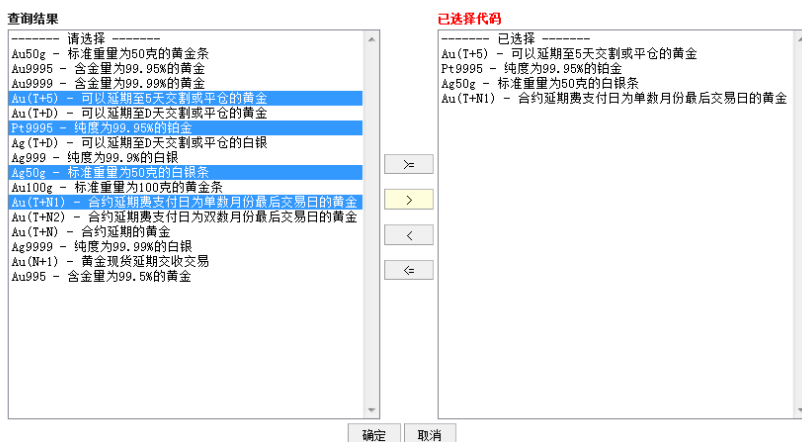 查询结果
------- 请选择 -------
Au50g - 标准重量为50克的黄金条
Au9995 - 含金量为99.95%的黄金
Au9999 - 含金量为99.99%的黄金
Au(T+5) - 可以延期至5天交割或平仓的黄金
Au(T+D) - 可以延期至D天交割或平仓的黄金
Pt9995 - 纯度为99.95%的铂金
Ag(T+D) - 可以延期至D天交割或平仓的白银
Ag999 - 纯度为99.9%的白银
Ag50g - 标准重量为50克的白银条
Au100g - 标准重量为100克的黄金条
Au(T+N1) - 合约延期费支付日为单数月份最后交易日的黄金
Au(T+N2) - 合约延期费支付日为双数月份最后交易日的黄金
Au(T+N) - 合约延期的黄金
Ag9999 - 纯度为99.99%的白银
Au(N+1) - 黄金现货延期交收交易
Au995 - 含金量为99.5%的黄金
>=
>
<
<=
已选择代码
------- 已选择 -------
Au(T+5) - 可以延期至5天交割或平仓的黄金
Pt9995 - 纯度为99.95%的铂金
Ag50g - 标准重量为50克的白银条
Au(T+N1) - 合约延期费支付日为单数月份最后交易日的黄金
确定 取消